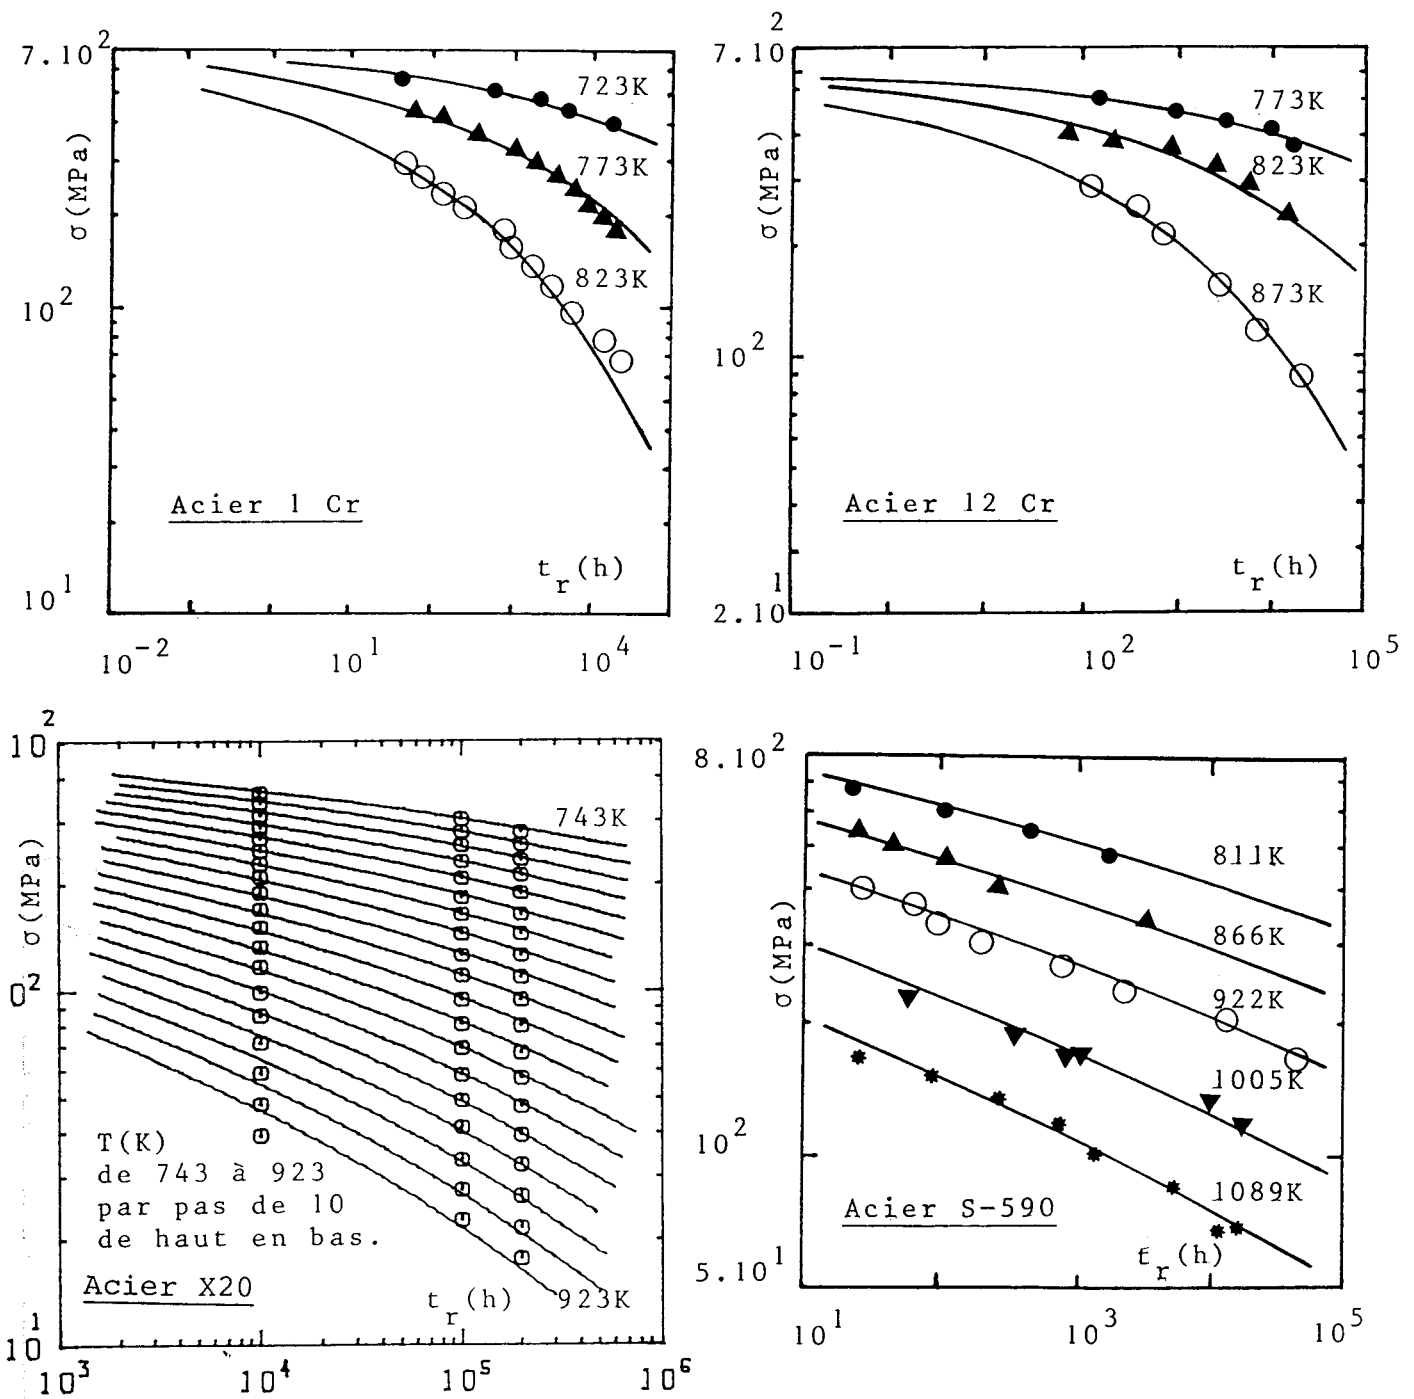 7.10²
σ(MPa)
723K
773K
823K
10²
Acier 1 Cr
t_r(h)
10¹
10⁻²
10¹
10⁴
7.10²
σ(MPa)
773K
823K
873K
10²
Acier 12 Cr
t_r(h)
2.10¹
10⁻¹
10²
10⁵
10²
σ(MPa)
743K
0²
T(K)
de 743 à 923
par pas de 10
de haut en bas.
Acier X20
t_r(h)
923K
10¹
10³
10⁴
10⁵
10⁶
8.10²
σ(MPa)
811K
866K
922K
1005K
10²
1089K
Acier S-590
t_r(h)
5.10¹
10¹
10³
10⁵